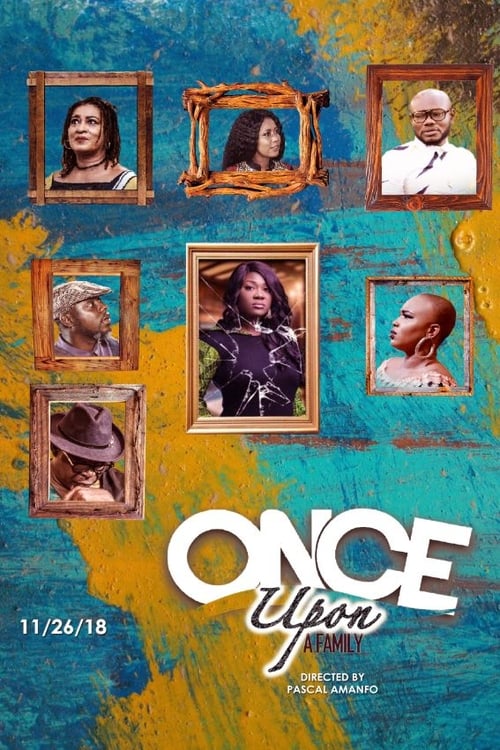 ONCE
Upon
A FAMILY
11/26/18
DIRECTED BY
PASCAL AMANFO